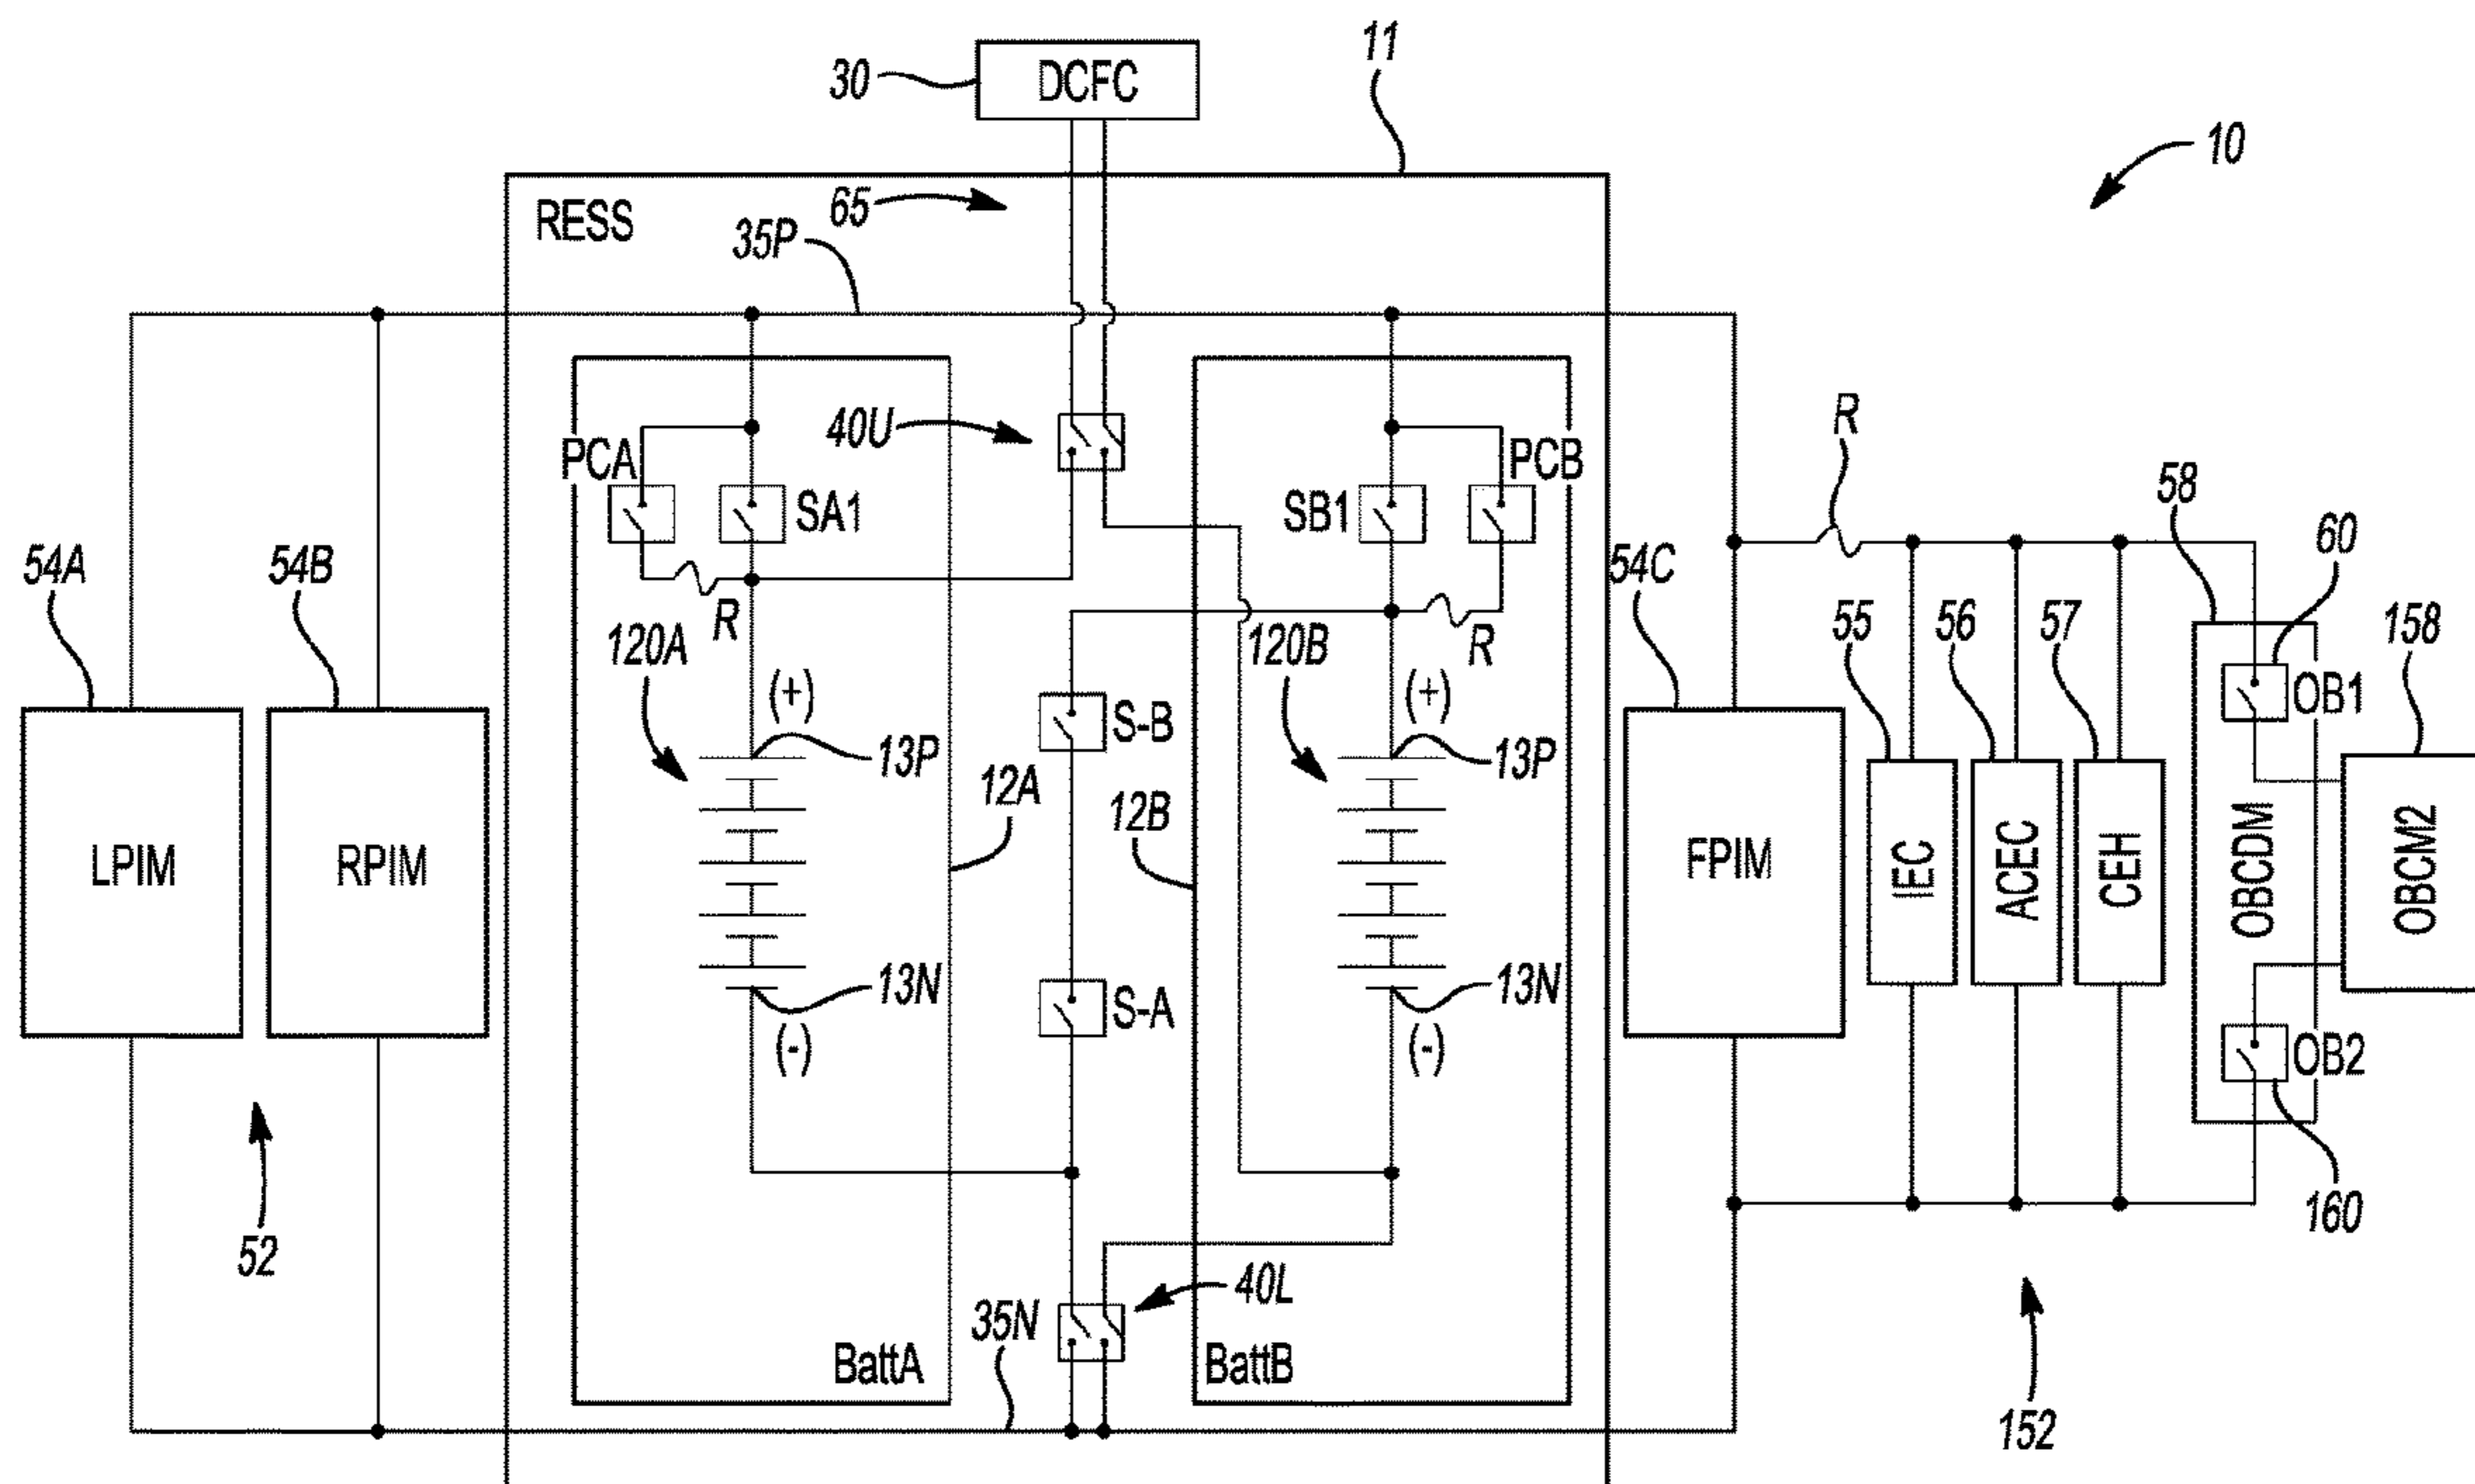 11
30 DCFC
10
65
RESS
35P
40U
R
PCA
PCB
58
SA1
SB1
60
54A
54B
54C
R
R
120A
120B
55
56
57
158
(+)
(+)
S-B
OB1
13P
13P
12A
12B
LPIM
RPIM
FPIM
IEC
ACEC
CEH
OBCDM
OBCM2
13N
13N
S-A
(-)
(-)
OB2
160
52
40L
35N
BattA
BattB
152